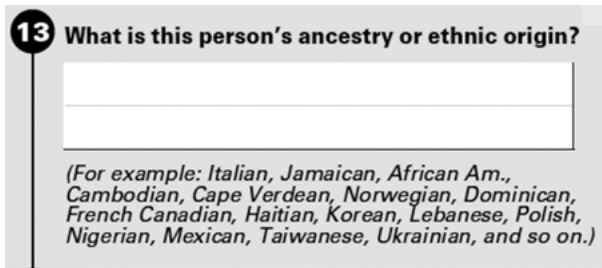 13 What is this person's ancestry or ethnic origin?
(For example: Italian, Jamaican, African Am.,
Cambodian, Cape Verdean, Norwegian, Dominican,
French Canadian, Haitian, Korean, Lebanese, Polish,
Nigerian, Mexican, Taiwanese, Ukrainian, and so on.)